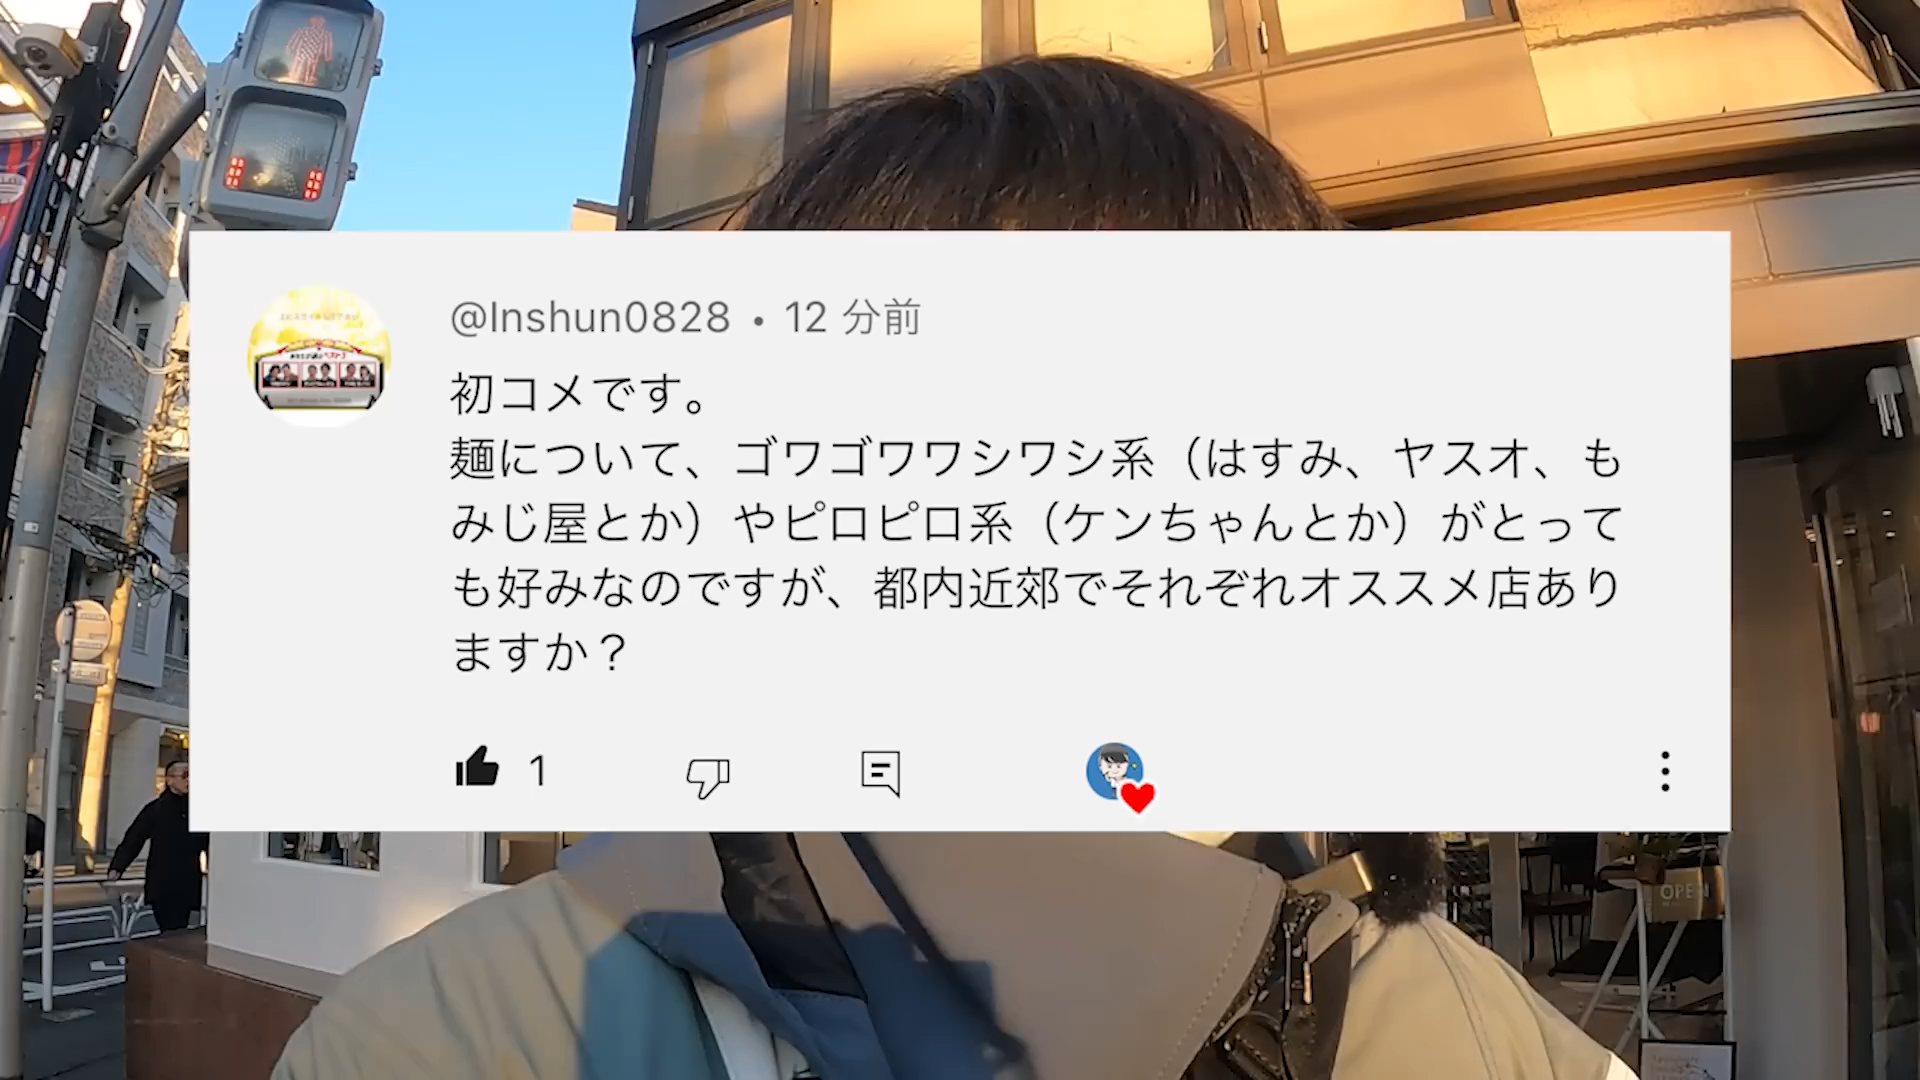 @Inshun0828 • 12 分前
初コメです。
麺について、ゴワゴワワシワシ系（はすみ、ヤスオ、も
みじ屋とか）やピロピロ系（ケンちゃんとか）がとって
も好みなのですが、都内近郊でそれぞれオススメ店あり
ますか？
1
OPEN